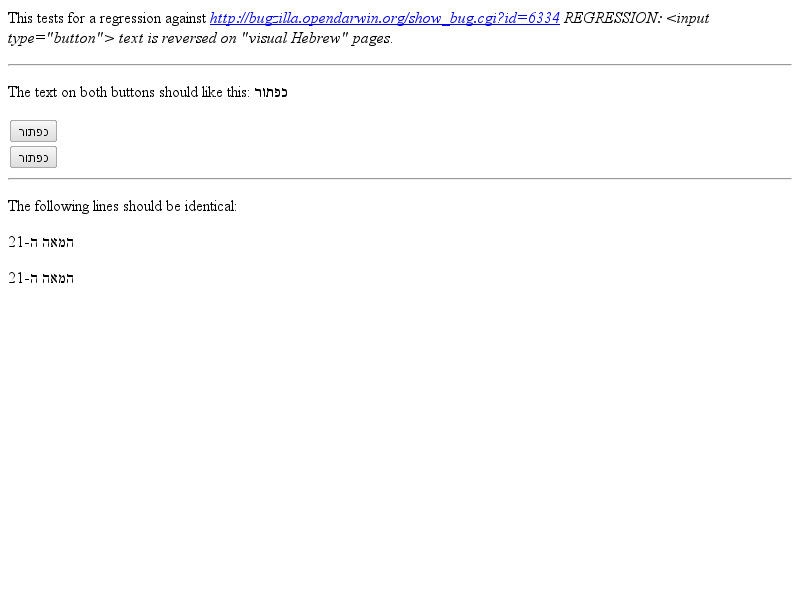 This tests for a regression against http://bugzilla.opendarwin.org/show_bug.cgi?id=6334 REGRESSION: <input
type="button"> text is reversed on "visual Hebrew" pages.
The text on both buttons should like this: כפתור
כפתור
כפתור
The following lines should be identical:
המאה ה-21
המאה ה-21